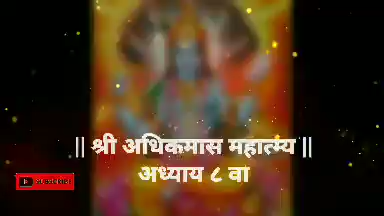 || श्री अधिकमास महात्म्य ||
अध्याय ८ वा